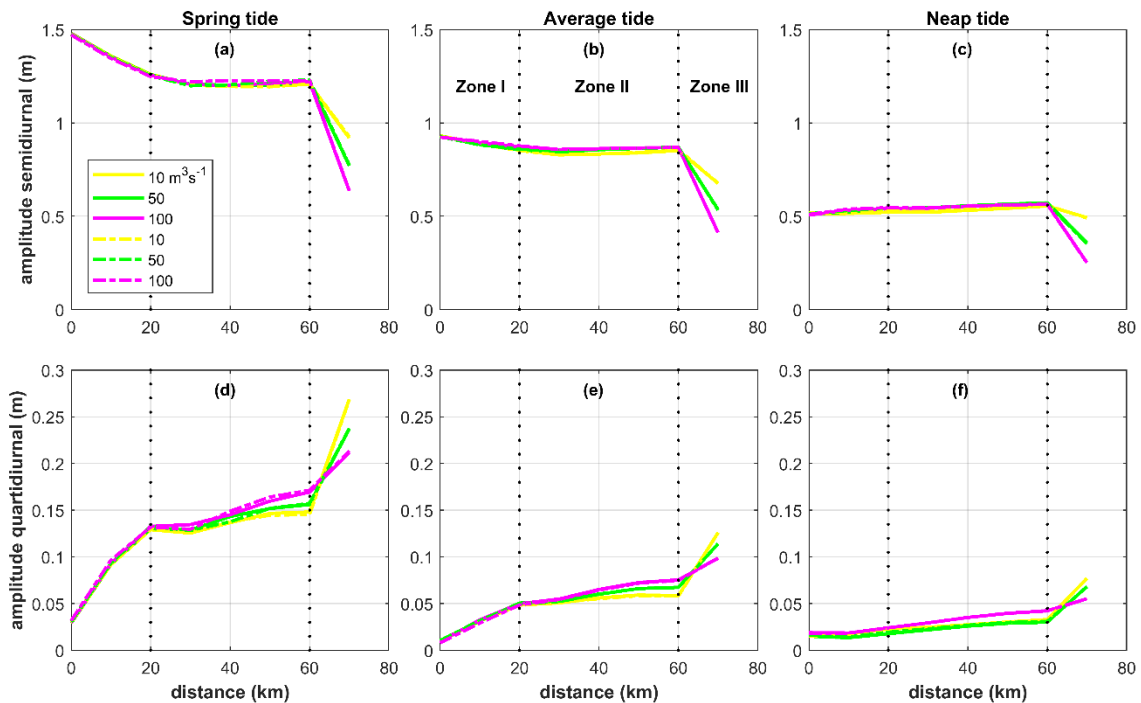 Spring tide
Average tide
Neap tide
amplitude semidiurnal (m)
1.5
1
0.5
0
(a)
10 m³s⁻¹
50
100
10
50
100
0 20 40 60 80
1.5
1
0.5
0
(b)
Zone I Zone II Zone III
0 20 40 60 80
1.5
1
0.5
0
(c)
0 20 40 60 80
amplitude quartidiurnal (m)
0.3
0.25
0.2
0.15
0.1
0.05
0
(d)
0 20 40 60 80
distance (km)
0.3
0.25
0.2
0.15
0.1
0.05
0
(e)
0 20 40 60 80
distance (km)
0.3
0.25
0.2
0.15
0.1
0.05
0
(f)
0 20 40 60 80
distance (km)